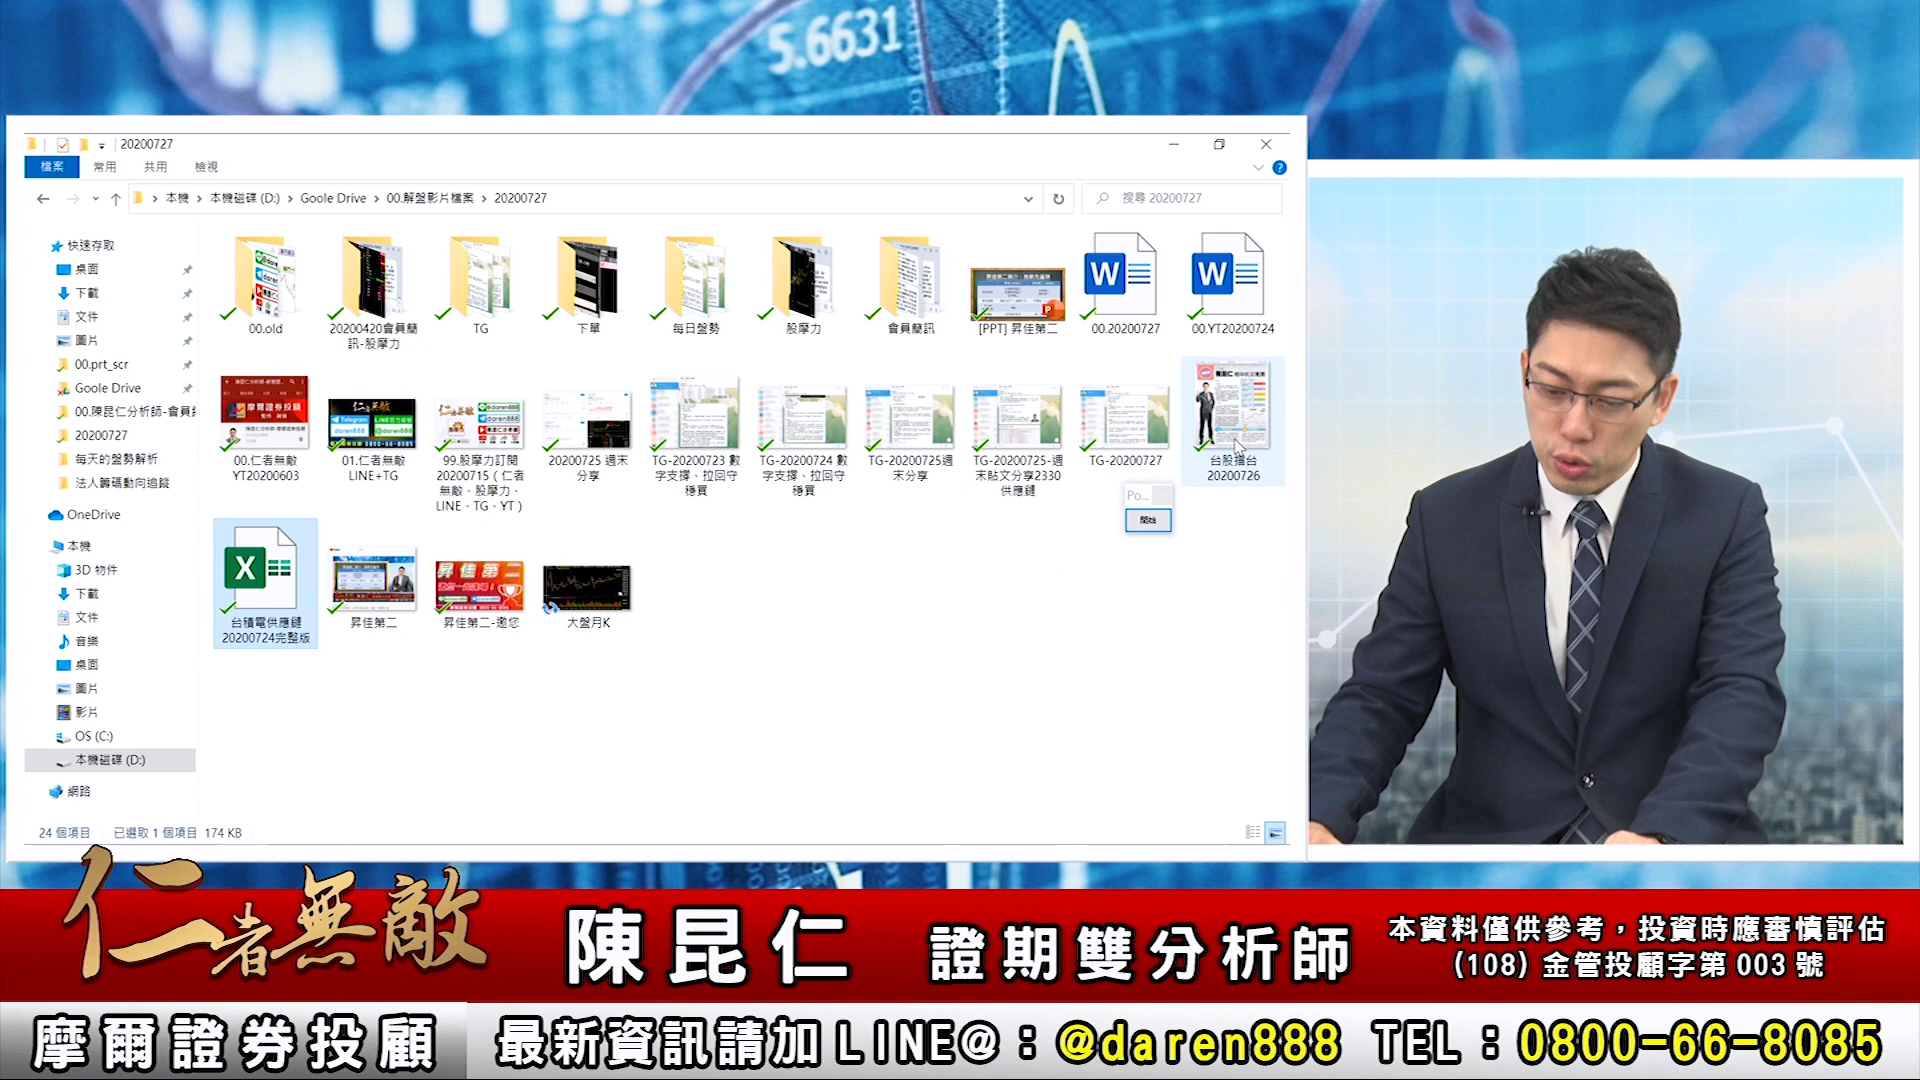 5.6631
20200727
檔案 常用 共用 檢視
本機 › 本機磁碟 (D:) › Goole Drive › 00.解盤影片檔案 › 20200727
搜尋 20200727
快速存取
桌面
下載
文件
圖片
00.prt_scr
Goole Drive
00.陳昆仁分析師-會員
20200727
每天的盤勢解析
法人籌碼動向追蹤
OneDrive
本機
3D 物件
下載
文件
音樂
桌面
圖片
影片
OS (C:)
本機磁碟 (D:)
網路
00.old
20200420會員簡
訊-股摩力
TG
下單
每日盤勢
股摩力
會員簡訊
[PPT] 昇佳第二
00.20200727
00.YT20200724
00.仁者無敵
YT20200603
01.仁者無敵
LINE+TG
99.股摩力訂閱
20200715 ( 仁者
無敵、股摩力、
LINE、TG、YT )
20200725 週末
分享
TG-20200723 數
字支撐、拉回守
穩買
TG-20200724 數
字支撐、拉回守
穩買
TG-20200725週
末分享
TG-20200725-週
末貼文分享2330
供應鏈
TG-20200727
台股擂台
20200726
Po...
開始
台積電供應鏈
20200724完整版
昇佳第二
昇佳第二-邀您
大盤月K
24 個項目 已選取 1 個項目 174 KB
仁者無敵
陳昆仁
證期雙分析師
本資料僅供參考，投資時應審慎評估
(108) 金管投顧字第 003 號
摩爾證券投顧
最新資訊請加LINE@：@daren888 TEL：0800-66-8085